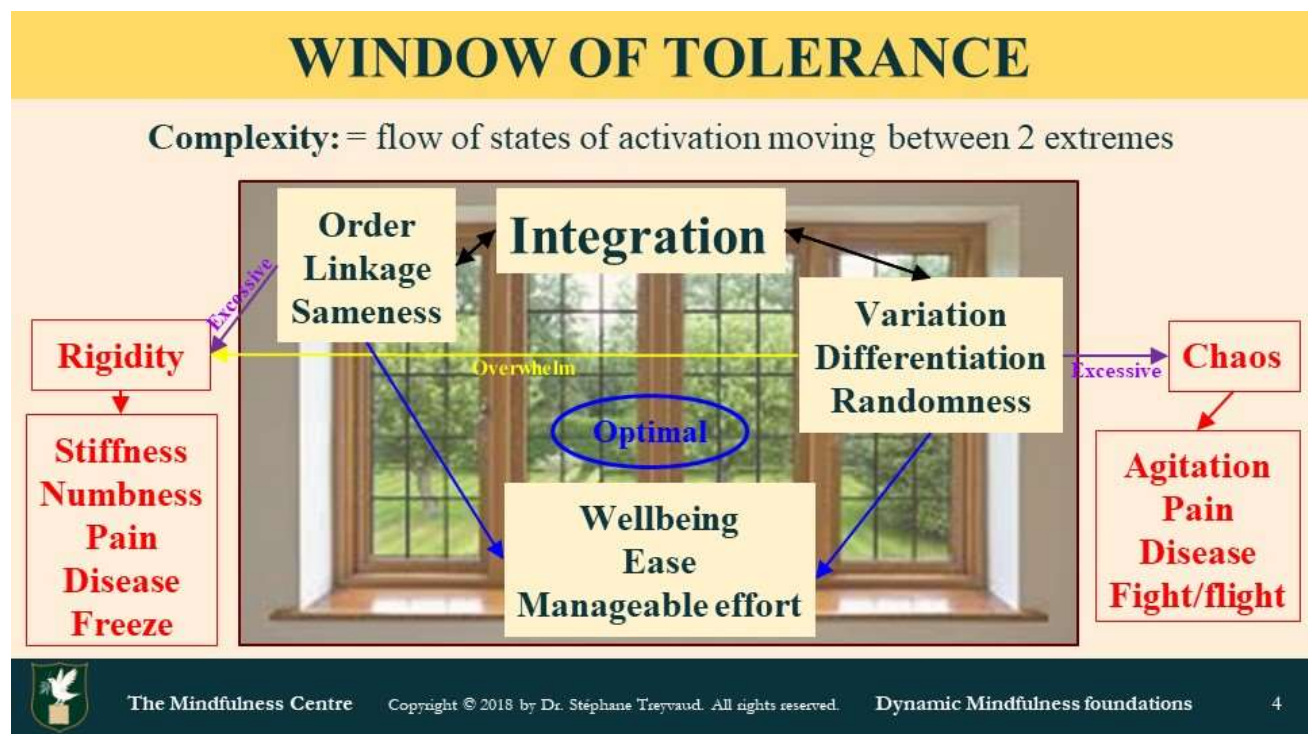 WINDOW OF TOLERANCE
Complexity: = flow of states of activation moving between 2 extremes
Order
Linkage
Sameness
Integration
Variation
Differentiation
Randomness
Excessive
Rigidity
Overwhelm
Excessive
Chaos
Optimal
Stiffness
Numbness
Pain
Disease
Freeze
Wellbeing
Ease
Manageable effort
Agitation
Pain
Disease
Fight/flight
The Mindfulness Centre Copyright © 2018 by Dr. Stéphane Treyvaud. All rights reserved. Dynamic Mindfulness foundations 4